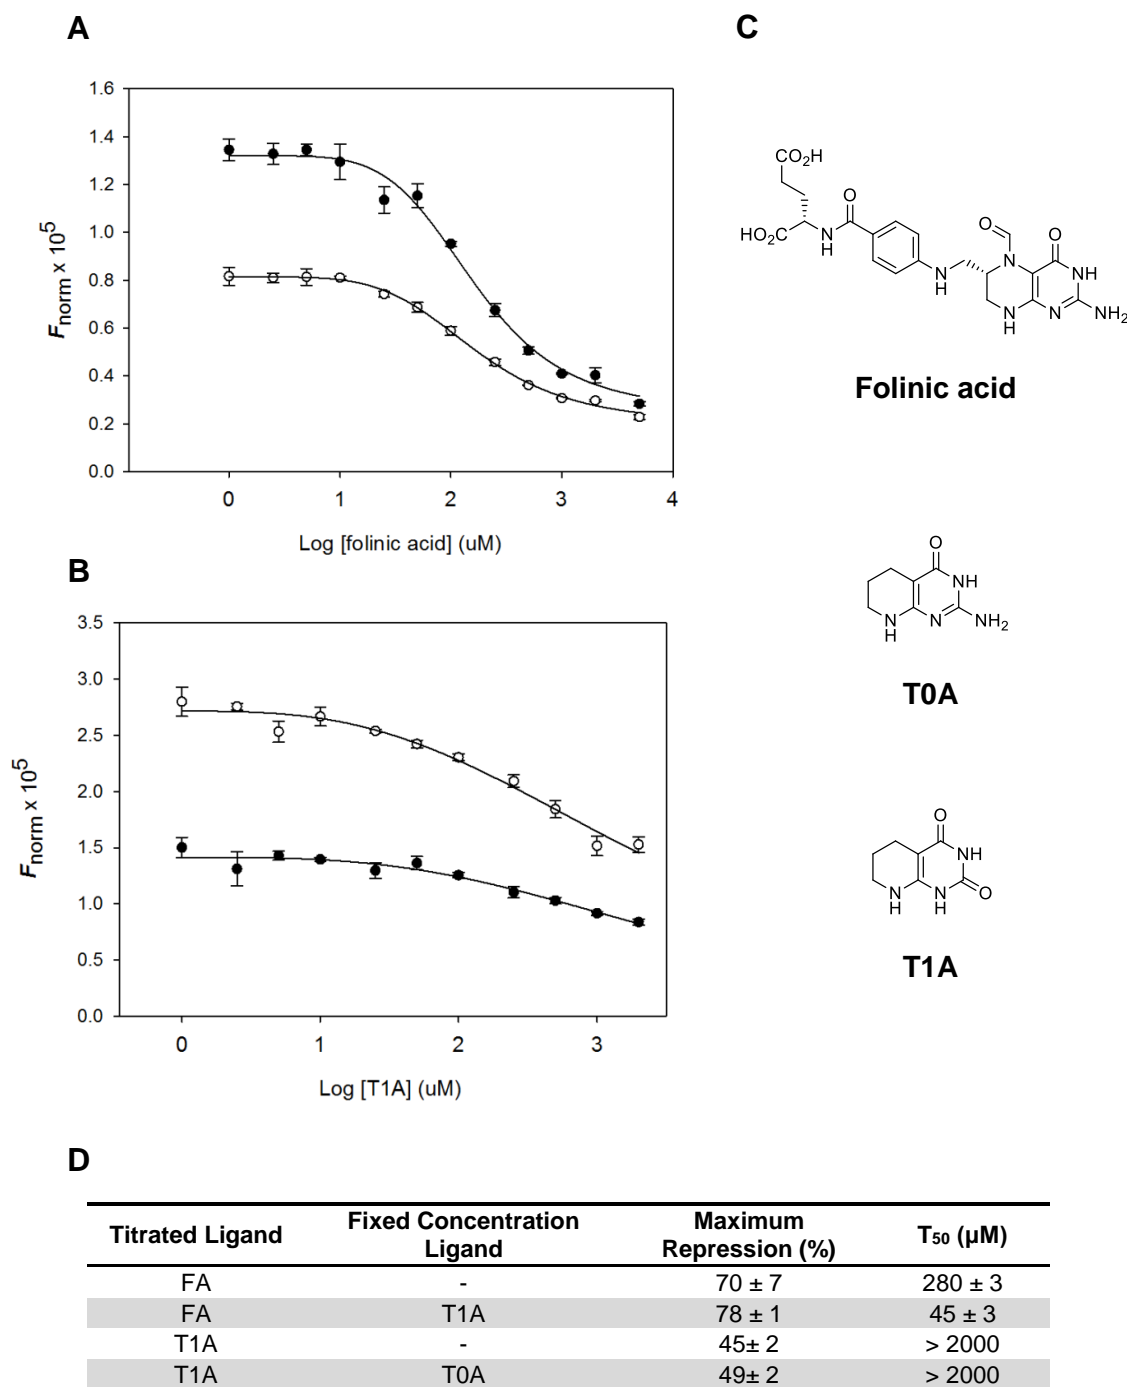 A
C
1.6
1.4
1.2
1.0
0.8
0.6
0.4
0.2
0.0
F norm x 10^5
0 1 2 3 4
Log [folinic acid] (uM)
CO2H
O
HO2C
N
H
O
N
H
N
O
NH
N
H
N
NH2
Folinic acid
B
3.5
3.0
2.5
2.0
1.5
1.0
0.5
0.0
F norm x 10^5
0 1 2 3
Log [T1A] (uM)
O
NH
N
H
N
NH2
T0A
O
NH
N
H
N
H
O
T1A
D
Titrated Ligand Fixed Concentration Ligand Maximum Repression (%) T50 (µM)
FA - 70 ± 7 280 ± 3
FA T1A 78 ± 1 45 ± 3
T1A - 45± 2 > 2000
T1A T0A 49± 2 > 2000